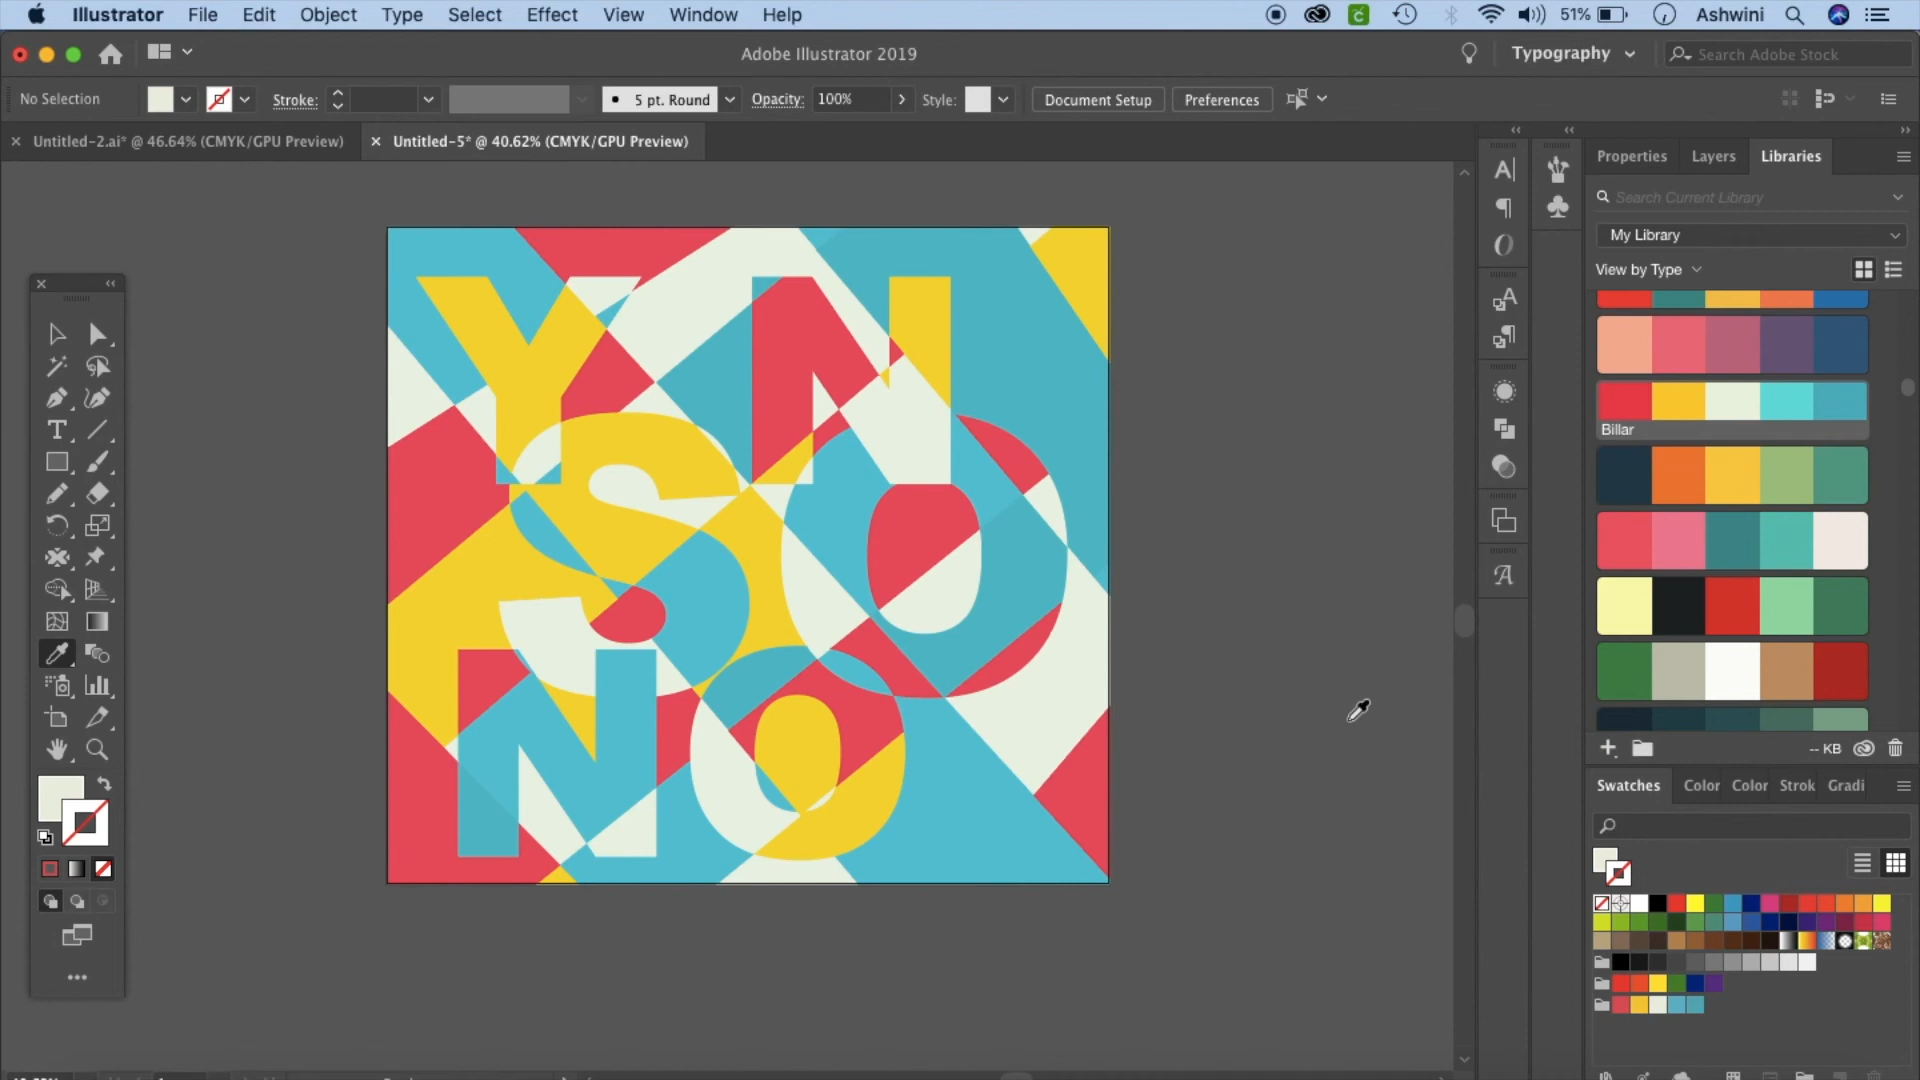 Illustrator File Edit Object Type Select Effect View Window Help 51% Ashwini
Adobe Illustrator 2019 Typography Search Adobe Stock
No Selection Stroke: 5 pt. Round Opacity: 100% Style: Document Setup Preferences
Untitled-2.ai* @ 46.64% (CMYK/GPU Preview) Untitled-5* @ 40.62% (CMYK/GPU Preview)
Properties Layers Libraries
Search Current Library
My Library
View by Type
Billar
Y N
S O
N O
-- KB
Swatches Color Color Strok Gradi